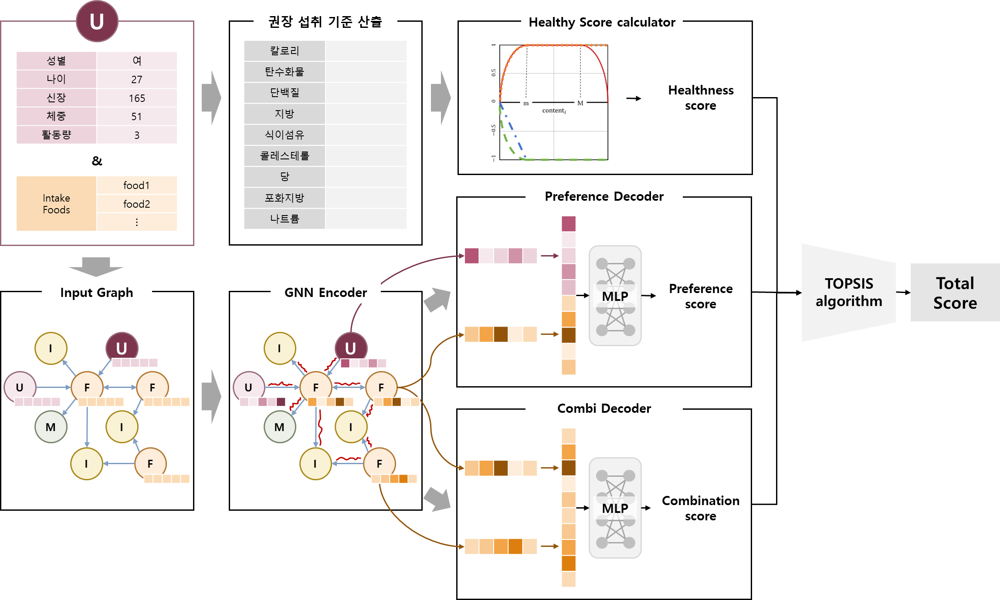 U
성별 여
나이 27
신장 165
체중 51
활동량 3
&
Intake
Foods
food1
food2
⋮
권장 섭취 기준 산출
칼로리
탄수화물
단백질
지방
식이섬유
콜레스테롤
당
포화지방
나트륨
Healthy Score calculator
1
0.5
0
−0.5
−1
m
M
contentᵢ
Healthness
score
Input Graph
I
U
U
F
F
M
I
I
F
GNN Encoder
I
U
U
F
F
M
I
I
F
Preference Decoder
MLP
Preference
score
Combi Decoder
MLP
Combination
score
TOPSIS
algorithm
Total
Score